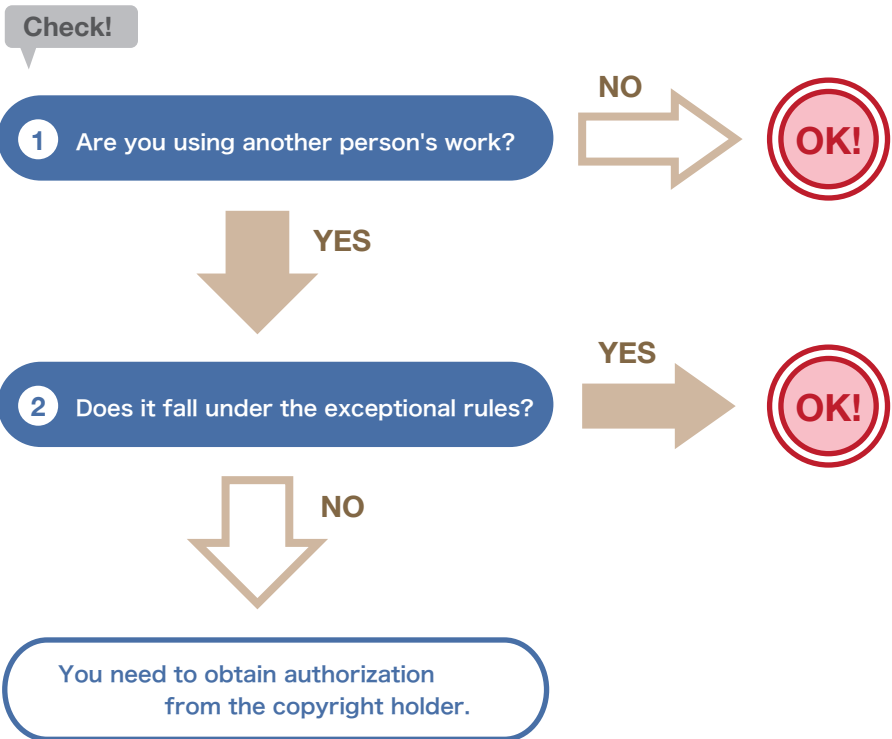 Check!
1 Are you using another person's work?
NO
OK!
YES
2 Does it fall under the exceptional rules?
YES
OK!
NO
You need to obtain authorization
from the copyright holder.